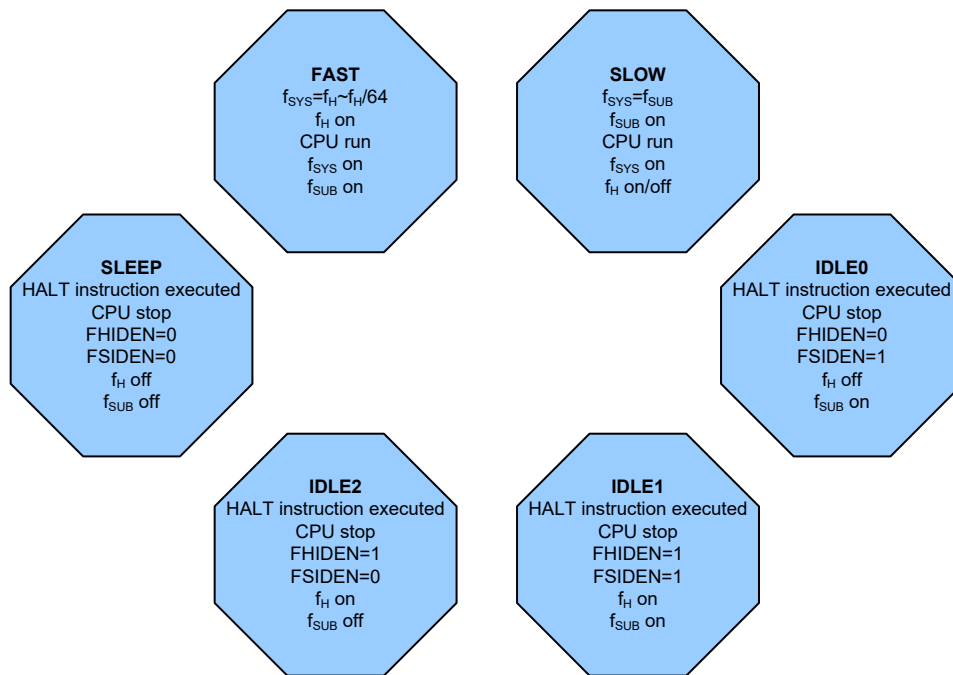 FAST
fSYS=fH~fH/64
fH on
CPU run
fSYS on
fSUB on
SLOW
fSYS=fSUB
fSUB on
CPU run
fSYS on
fH on/off
SLEEP
HALT instruction executed
CPU stop
FHIDEN=0
FSIDEN=0
fH off
fSUB off
IDLE0
HALT instruction executed
CPU stop
FHIDEN=0
FSIDEN=1
fH off
fSUB on
IDLE2
HALT instruction executed
CPU stop
FHIDEN=1
FSIDEN=0
fH on
fSUB off
IDLE1
HALT instruction executed
CPU stop
FHIDEN=1
FSIDEN=1
fH on
fSUB on